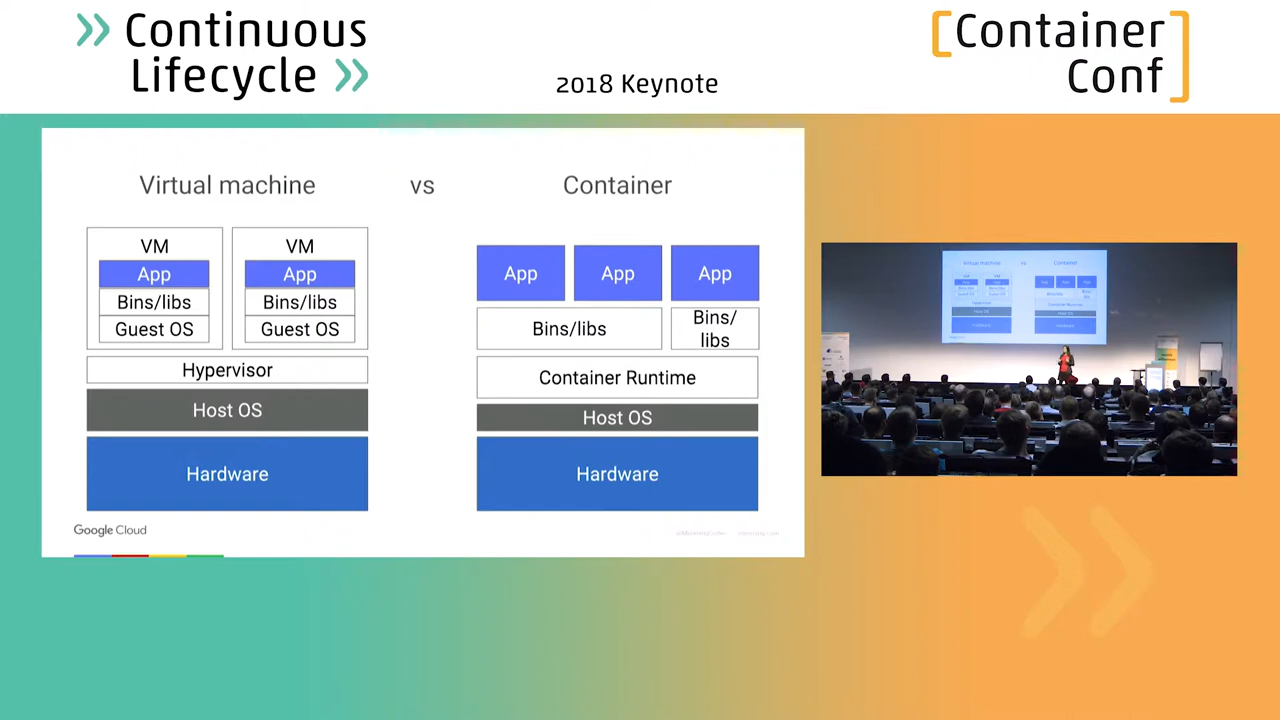 Continuous
Lifecycle
2018 Keynote
[Container
Conf]
Virtual machine vs Container
VM
App
Bins/libs
Guest OS
VM
App
Bins/libs
Guest OS
Hypervisor
Host OS
Hardware
App App App
Bins/libs
Bins/
libs
Container Runtime
Host OS
Hardware
Google Cloud